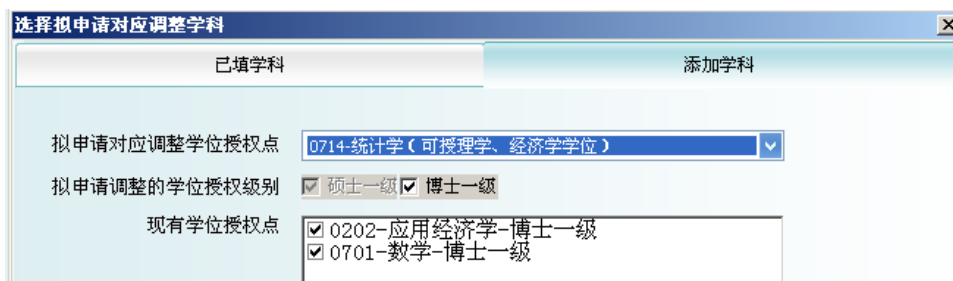 选择拟申请对应调整学科
已填学科 添加学科
拟申请对应调整学位授权点 0714-统计学(可授理学、经济学学位)
拟申请调整的学位授权级别 硕士一级 博士一级
现有学位授权点 0202-应用经济学-博士一级
0701-数学-博士一级